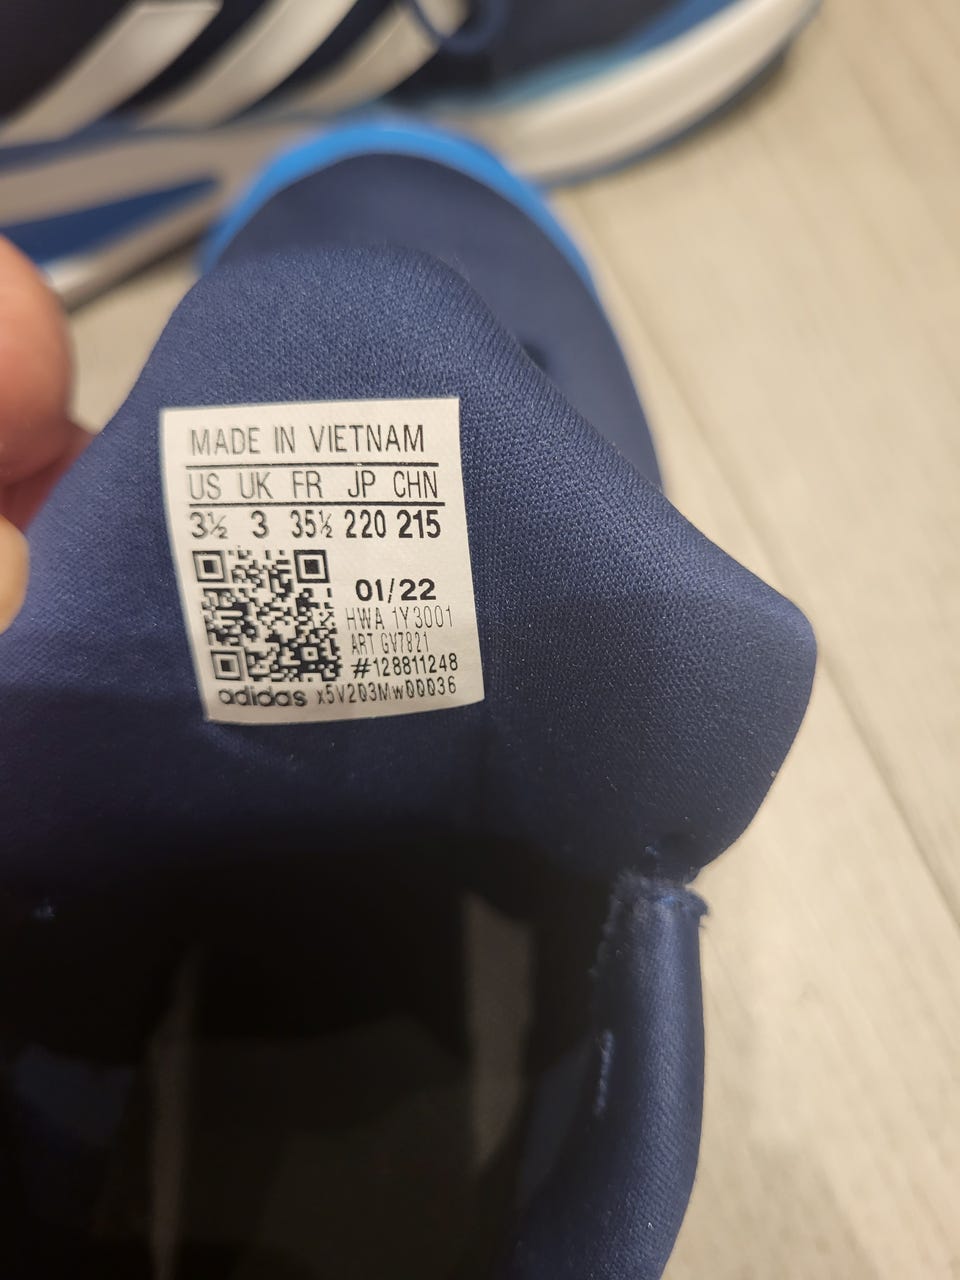 MADE IN VIETNAM
US UK FR JP CHN
3½ 3 35½ 220 215
01/22
HWA 1Y3001
ART GV7821
#128811248
adidas x5V203Mw00036